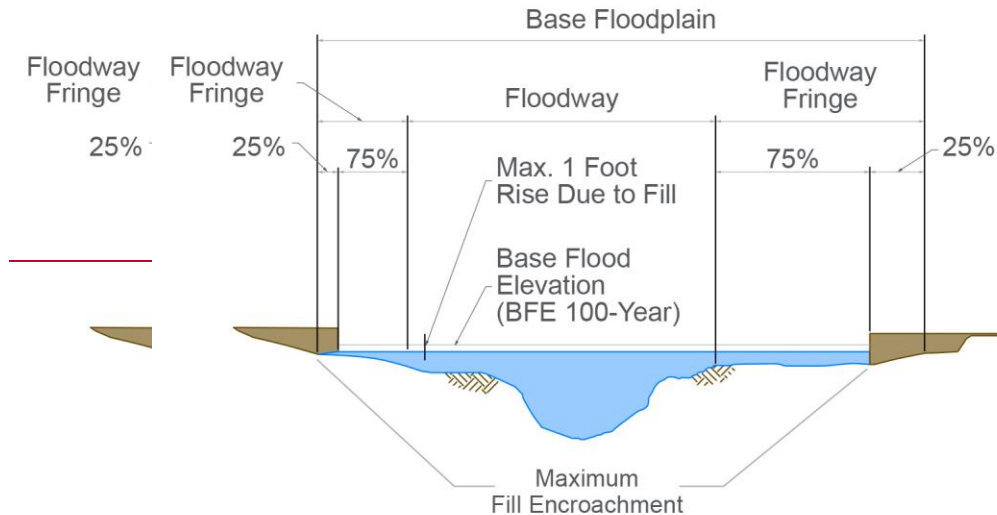 Base Floodplain
Floodway
Fringe
25%
Floodway
Fringe
25%
75%
Floodway
Floodway
Fringe
75%
25%
Max. 1 Foot
Rise Due to Fill
Base Flood
Elevation
(BFE 100-Year)
Maximum
Fill Encroachment